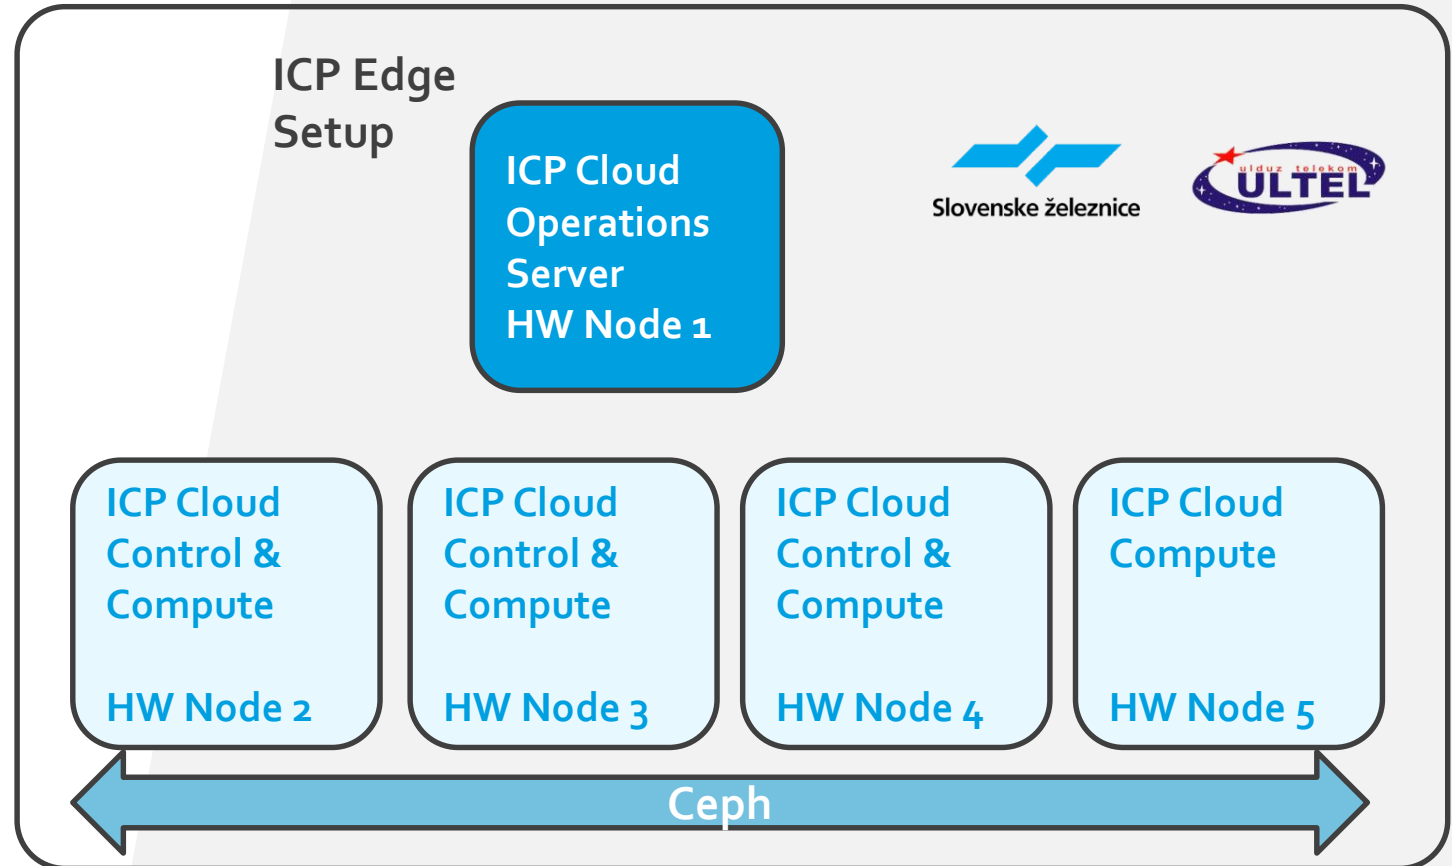 ICP Edge
Setup
ICP Cloud
Operations
Server
HW Node 1
Slovenske železnice
ulduz telekom
ULTEL
ICP Cloud
Control &
Compute
HW Node 2
ICP Cloud
Control &
Compute
HW Node 3
ICP Cloud
Control &
Compute
HW Node 4
ICP Cloud
Compute
HW Node 5
Ceph